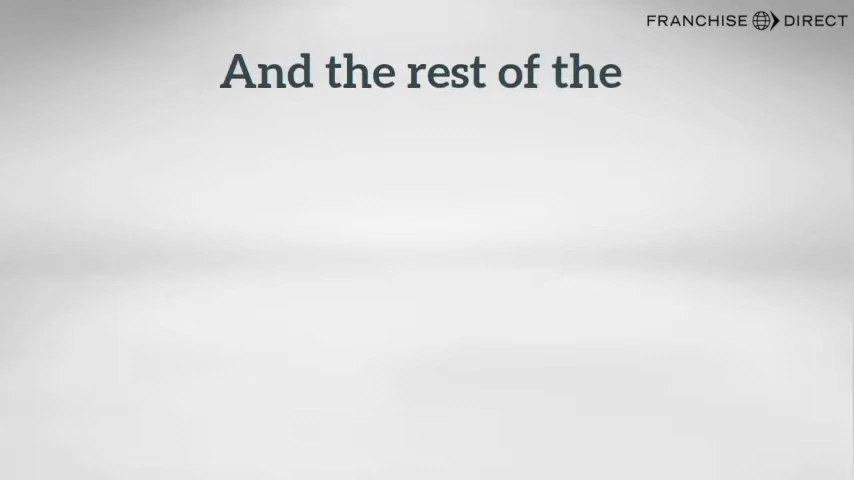 FRANCHISE DIRECT
And the rest of the